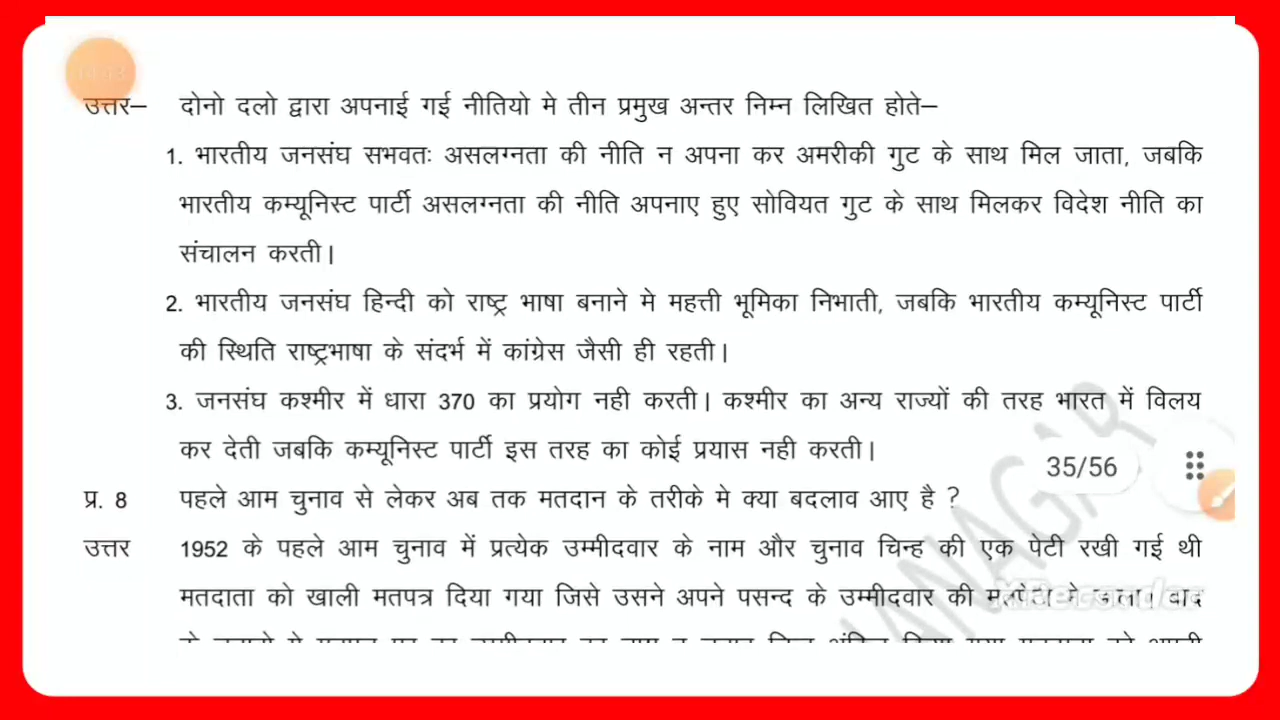 उत्तर– दोनो दलो द्वारा अपनाई गई नीतियो मे तीन प्रमुख अन्तर निम्न लिखित होते–
1. भारतीय जनसंघ सभवतः असलग्नता की नीति न अपना कर अमरीकी गुट के साथ मिल जाता, जबकि
भारतीय कम्यूनिस्ट पार्टी असलग्नता की नीति अपनाए हुए सोवियत गुट के साथ मिलकर विदेश नीति का
संचालन करती।
2. भारतीय जनसंघ हिन्दी को राष्ट्र भाषा बनाने मे महत्ती भूमिका निभाती, जबकि भारतीय कम्यूनिस्ट पार्टी
की स्थिति राष्ट्रभाषा के संदर्भ में कांग्रेस जैसी ही रहती।
3. जनसंघ कश्मीर में धारा 370 का प्रयोग नही करती। कश्मीर का अन्य राज्यों की तरह भारत में विलय
कर देती जबकि कम्यूनिस्ट पार्टी इस तरह का कोई प्रयास नही करती।
35/56
प्र. 8 पहले आम चुनाव से लेकर अब तक मतदान के तरीके मे क्या बदलाव आए है ?
उत्तर 1952 के पहले आम चुनाव में प्रत्येक उम्मीदवार के नाम और चुनाव चिन्ह की एक पेटी रखी गई थी
मतदाता को खाली मतपत्र दिया गया जिसे उसने अपने पसन्द के उम्मीदवार की मतपेटी मे डाला। बाद